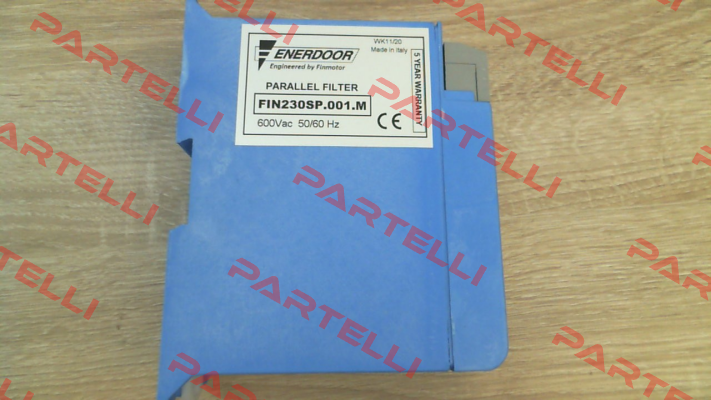 ENERDOOR
Engineered by Finmotor
WK11/20
Made in Italy
PARALLEL FILTER
FIN230SP.001.M
600Vac 50/60 Hz
CE
5 YEAR WARRANTY
PARTELLI
PARTELLI
PARTELLI
PARTELLI
PARTELLI
PARTELLI
PARTELLI
PARTELLI
PARTELLI